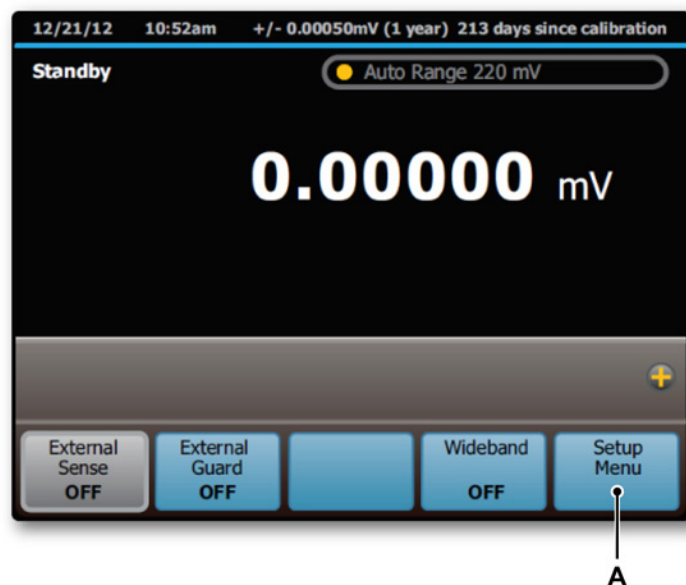 12/21/12 10:52am +/- 0.00050mV (1 year) 213 days since calibration
Standby
Auto Range 220 mV
0.00000 mV
External Sense OFF
External Guard OFF
Wideband OFF
Setup Menu
A